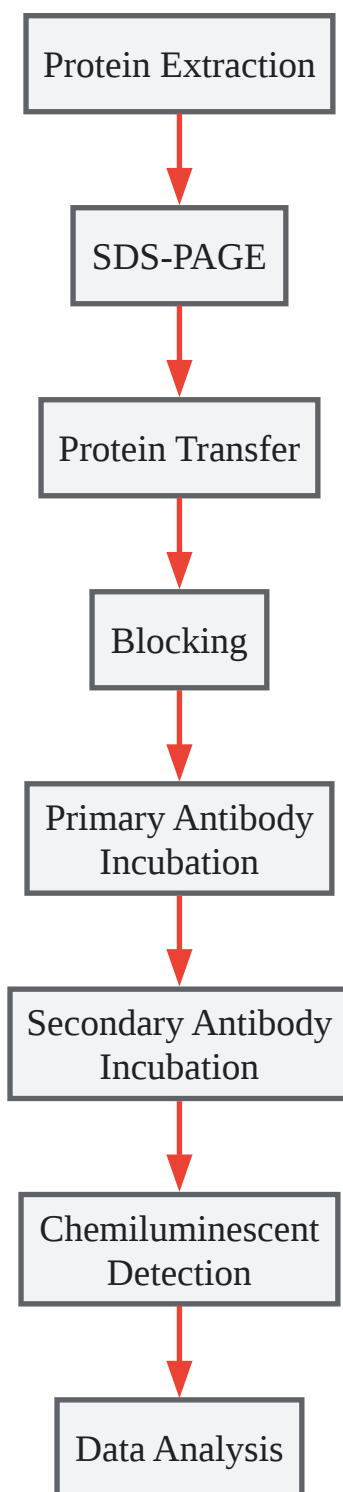 Protein Extraction
SDS-PAGE
Protein Transfer
Blocking
Primary Antibody
Incubation
Secondary Antibody
Incubation
Chemiluminescent
Detection
Data Analysis